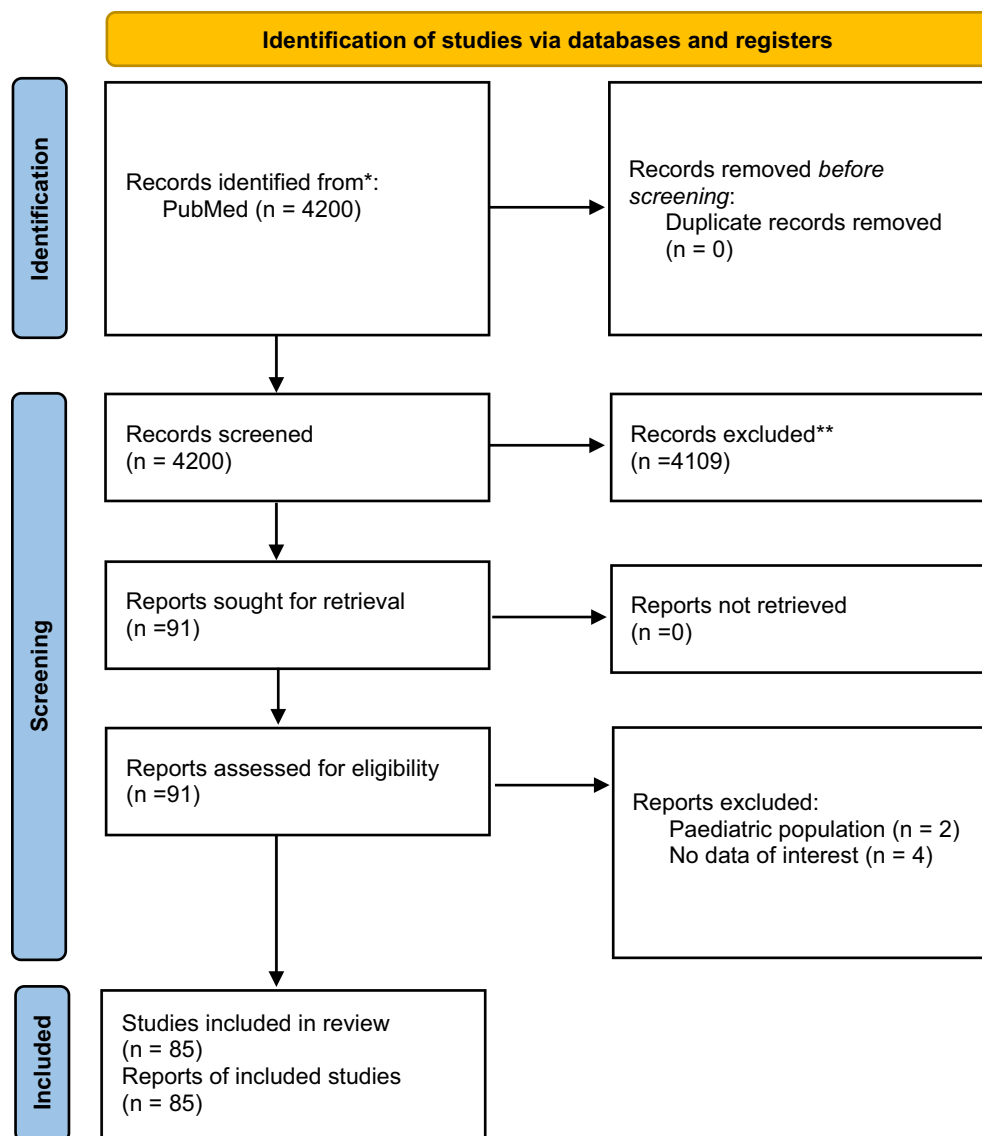 Identification of studies via databases and registers
Identification
Records identified from*:
PubMed (n = 4200)
Records removed before
screening:
Duplicate records removed
(n = 0)
Screening
Records screened
(n = 4200)
Records excluded**
(n =4109)
Reports sought for retrieval
(n =91)
Reports not retrieved
(n =0)
Reports assessed for eligibility
(n =91)
Reports excluded:
Paediatric population (n = 2)
No data of interest (n = 4)
Included
Studies included in review
(n = 85)
Reports of included studies
(n = 85)